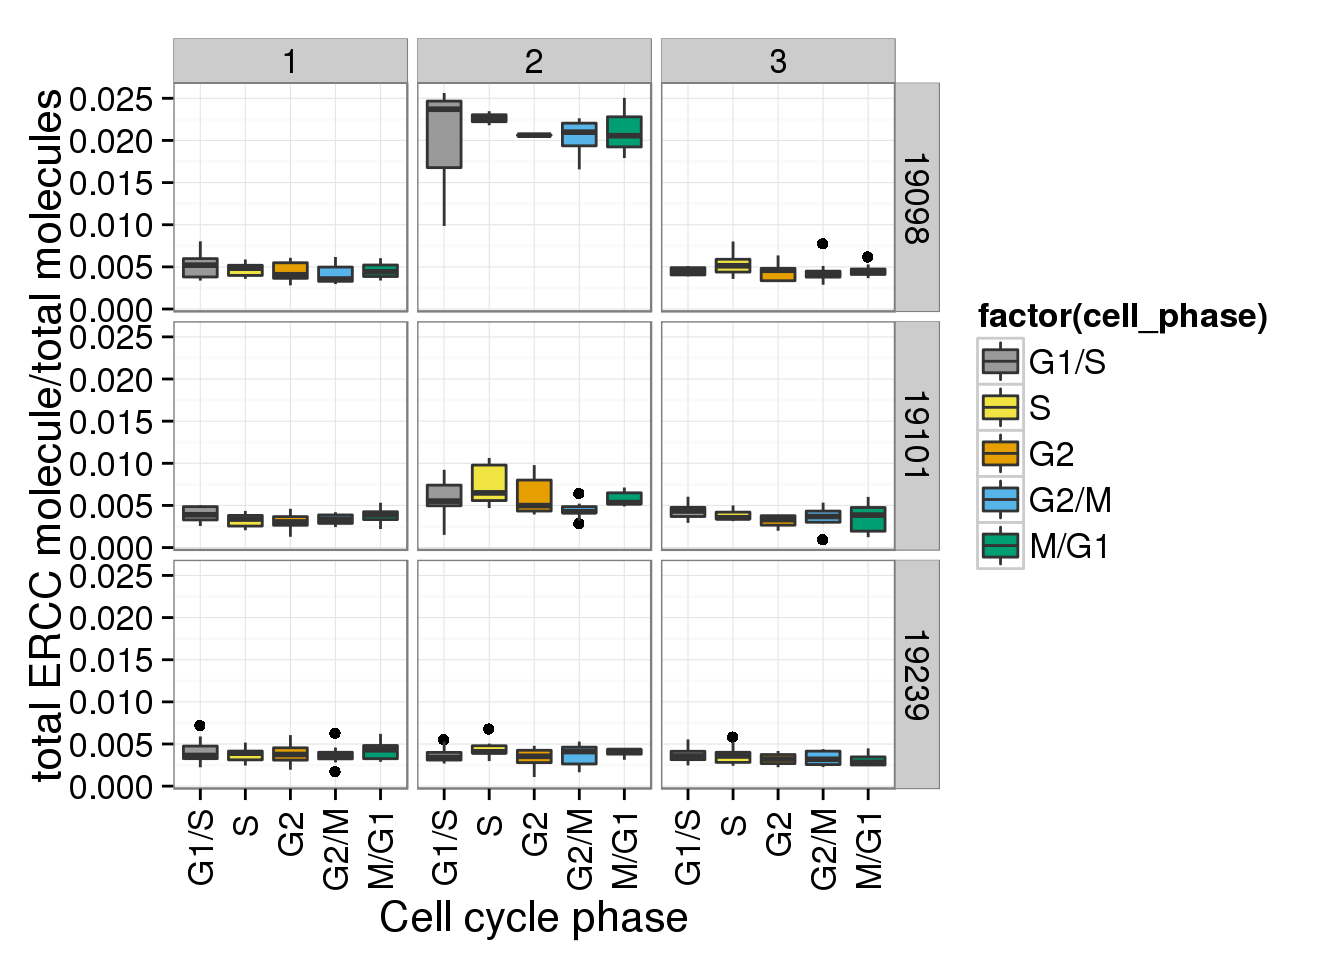 1
2
3
total ERCC molecule/total molecules
0.025
0.020
0.015
0.010
0.005
0.000
19098
0.025
0.020
0.015
0.010
0.005
0.000
19101
0.025
0.020
0.015
0.010
0.005
0.000
19239
G1/S
S
G2
G2/M
M/G1
G1/S
S
G2
G2/M
M/G1
G1/S
S
G2
G2/M
M/G1
Cell cycle phase
factor(cell_phase)
G1/S
S
G2
G2/M
M/G1